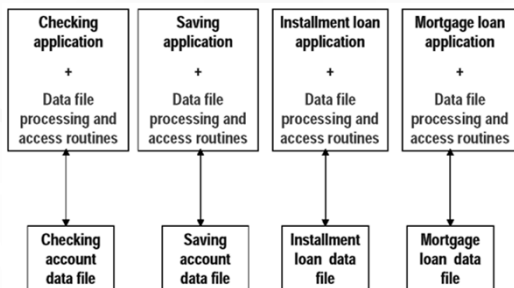 Checking
application
+
Data file
processing and
access routines
Saving
application
+
Data file
processing and
access routines
Installment loan
application
+
Data file
processing and
access routines
Mortgage loan
application
+
Data file
processing and
access routines
Checking
account
data file
Saving
account
data file
Installment
loan data
file
Mortgage
loan data
file